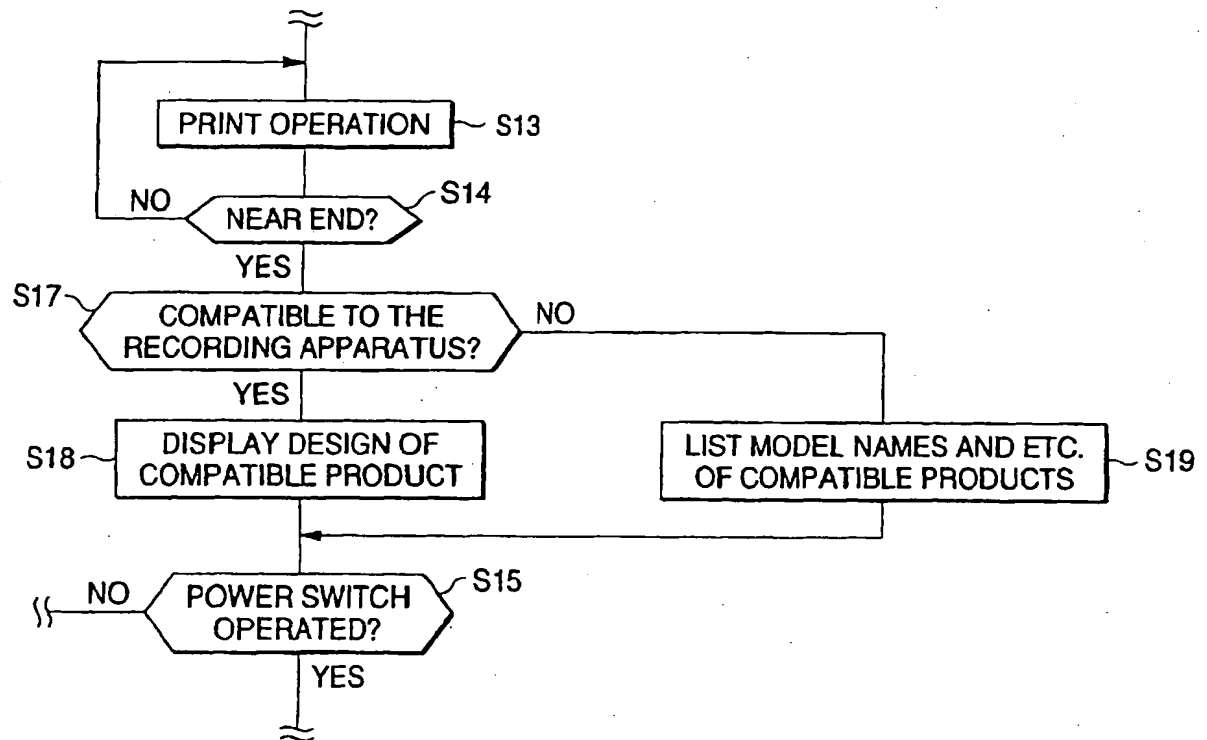 PRINT OPERATION
S13
S14
NO
NEAR END?
YES
S17
COMPATIBLE TO THE
RECORDING APPARATUS?
NO
YES
S18
DISPLAY DESIGN OF
COMPATIBLE PRODUCT
LIST MODEL NAMES AND ETC.
OF COMPATIBLE PRODUCTS
S19
S15
NO
POWER SWITCH
OPERATED?
YES